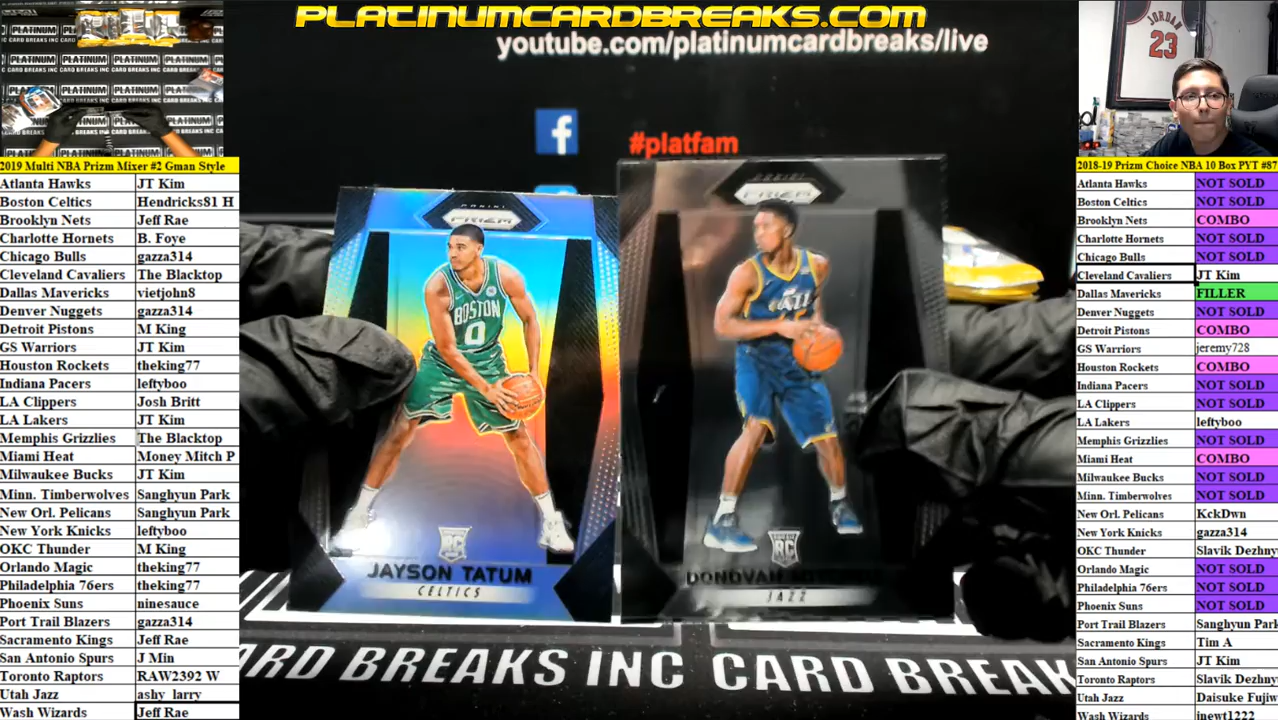 PLATINUMCARDBREAKS.COM
youtube.com/platinumcardbreaks/live
#platfam
JORDAN
23
2019 Multi NBA Prizm Mixer #2 Gman Style
Atlanta Hawks JT Kim
Boston Celtics Hendricks81 H
Brooklyn Nets Jeff Rae
Charlotte Hornets B. Foye
Chicago Bulls gazza314
Cleveland Cavaliers The Blacktop
Dallas Mavericks vietjohn8
Denver Nuggets gazza314
Detroit Pistons M King
GS Warriors JT Kim
Houston Rockets theking77
Indiana Pacers leftyboo
LA Clippers Josh Britt
LA Lakers JT Kim
Memphis Grizzlies The Blacktop
Miami Heat Money Mitch P
Milwaukee Bucks JT Kim
Minn. Timberwolves Sanghyun Park
New Orl. Pelicans Sanghyun Park
New York Knicks leftyboo
OKC Thunder M King
Orlando Magic theking77
Philadelphia 76ers theking77
Phoenix Suns ninesauce
Port Trail Blazers gazza314
Sacramento Kings Jeff Rae
San Antonio Spurs J Min
Toronto Raptors RAW2392 W
Utah Jazz ashy_larry
Wash Wizards Jeff Rae
PANINI
PRIZM
BOSTON
0
RC
JAYSON TATUM
CELTICS
PANINI
PRIZM
RC
DONOVAN
JAZZ
ARD BREAKS INC CARD BREAK
2018-19 Prizm Choice NBA 10 Box PYT #87
Atlanta Hawks NOT SOLD
Boston Celtics NOT SOLD
Brooklyn Nets COMBO
Charlotte Hornets NOT SOLD
Chicago Bulls NOT SOLD
Cleveland Cavaliers JT Kim
Dallas Mavericks FILLER
Denver Nuggets NOT SOLD
Detroit Pistons COMBO
GS Warriors jeremy728
Houston Rockets COMBO
Indiana Pacers NOT SOLD
LA Clippers NOT SOLD
LA Lakers leftyboo
Memphis Grizzlies NOT SOLD
Miami Heat COMBO
Milwaukee Bucks NOT SOLD
Minn. Timberwolves NOT SOLD
New Orl. Pelicans KckDwn
New York Knicks gazza314
OKC Thunder Slavik Dezhny
Orlando Magic NOT SOLD
Philadelphia 76ers NOT SOLD
Phoenix Suns NOT SOLD
Port Trail Blazers Sanghyun Park
Sacramento Kings Tim A
San Antonio Spurs JT Kim
Toronto Raptors Slavik Dezhny
Utah Jazz Daisuke Fujiw
Wash Wizards jnewt1222